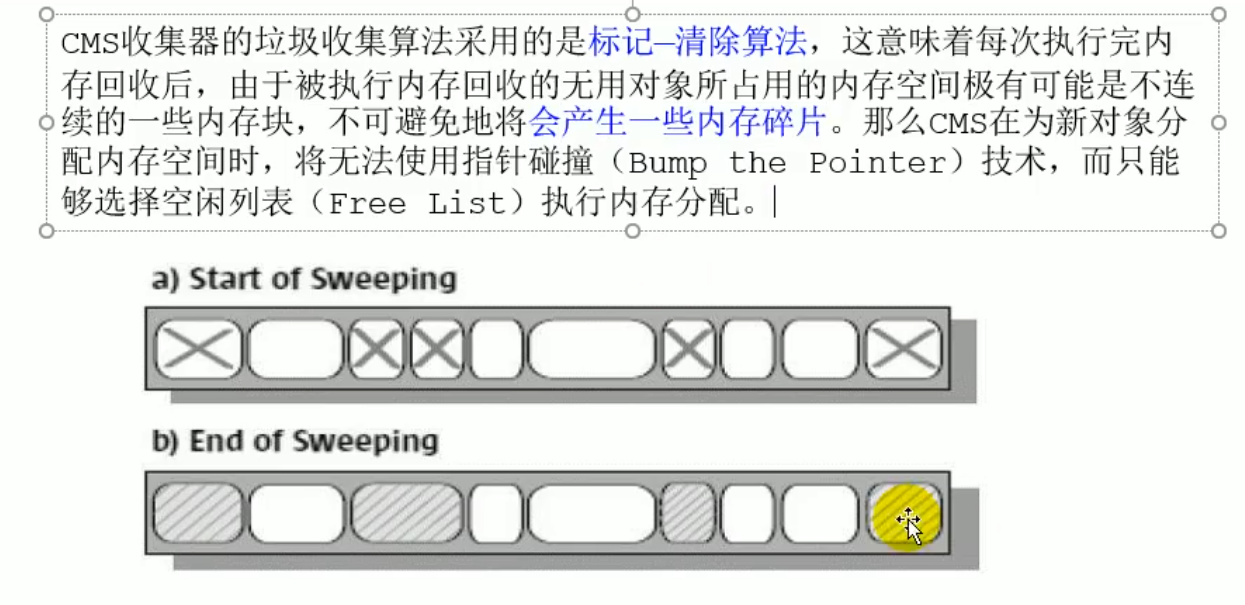 CMS收集器的垃圾收集算法采用的是标记—清除算法，这意味着每次执行完内
存回收后，由于被执行内存回收的无用对象所占用的内存空间极有可能是不连
续的一些内存块，不可避免地将会产生一些内存碎片。那么CMS在为新对象分
配内存空间时，将无法使用指针碰撞（Bump the Pointer）技术，而只能
够选择空闲列表（Free List）执行内存分配。
a) Start of Sweeping
b) End of Sweeping